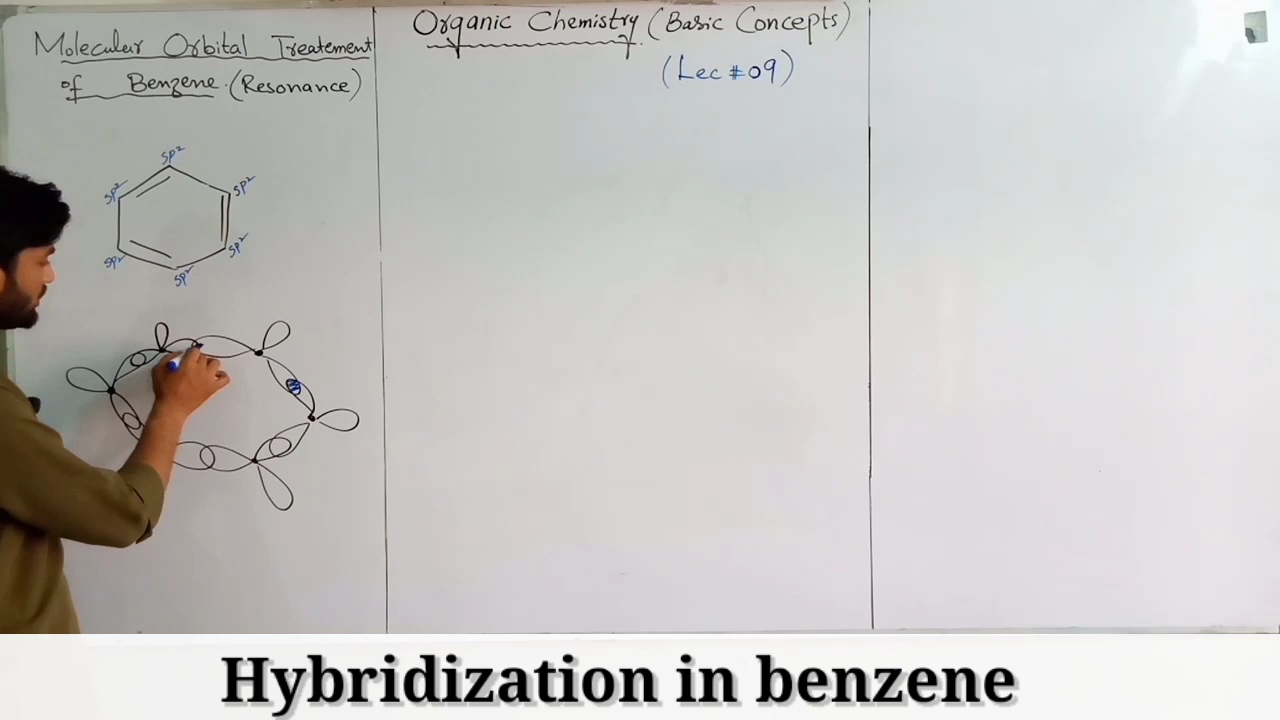 Molecular Orbital Treatement
of Benzene. (Resonance)
Organic Chemistry (Basic Concepts)
(Lec #09)
SP²
SP²
SP²
SP²
SP²
SP²
Hybridization in benzene